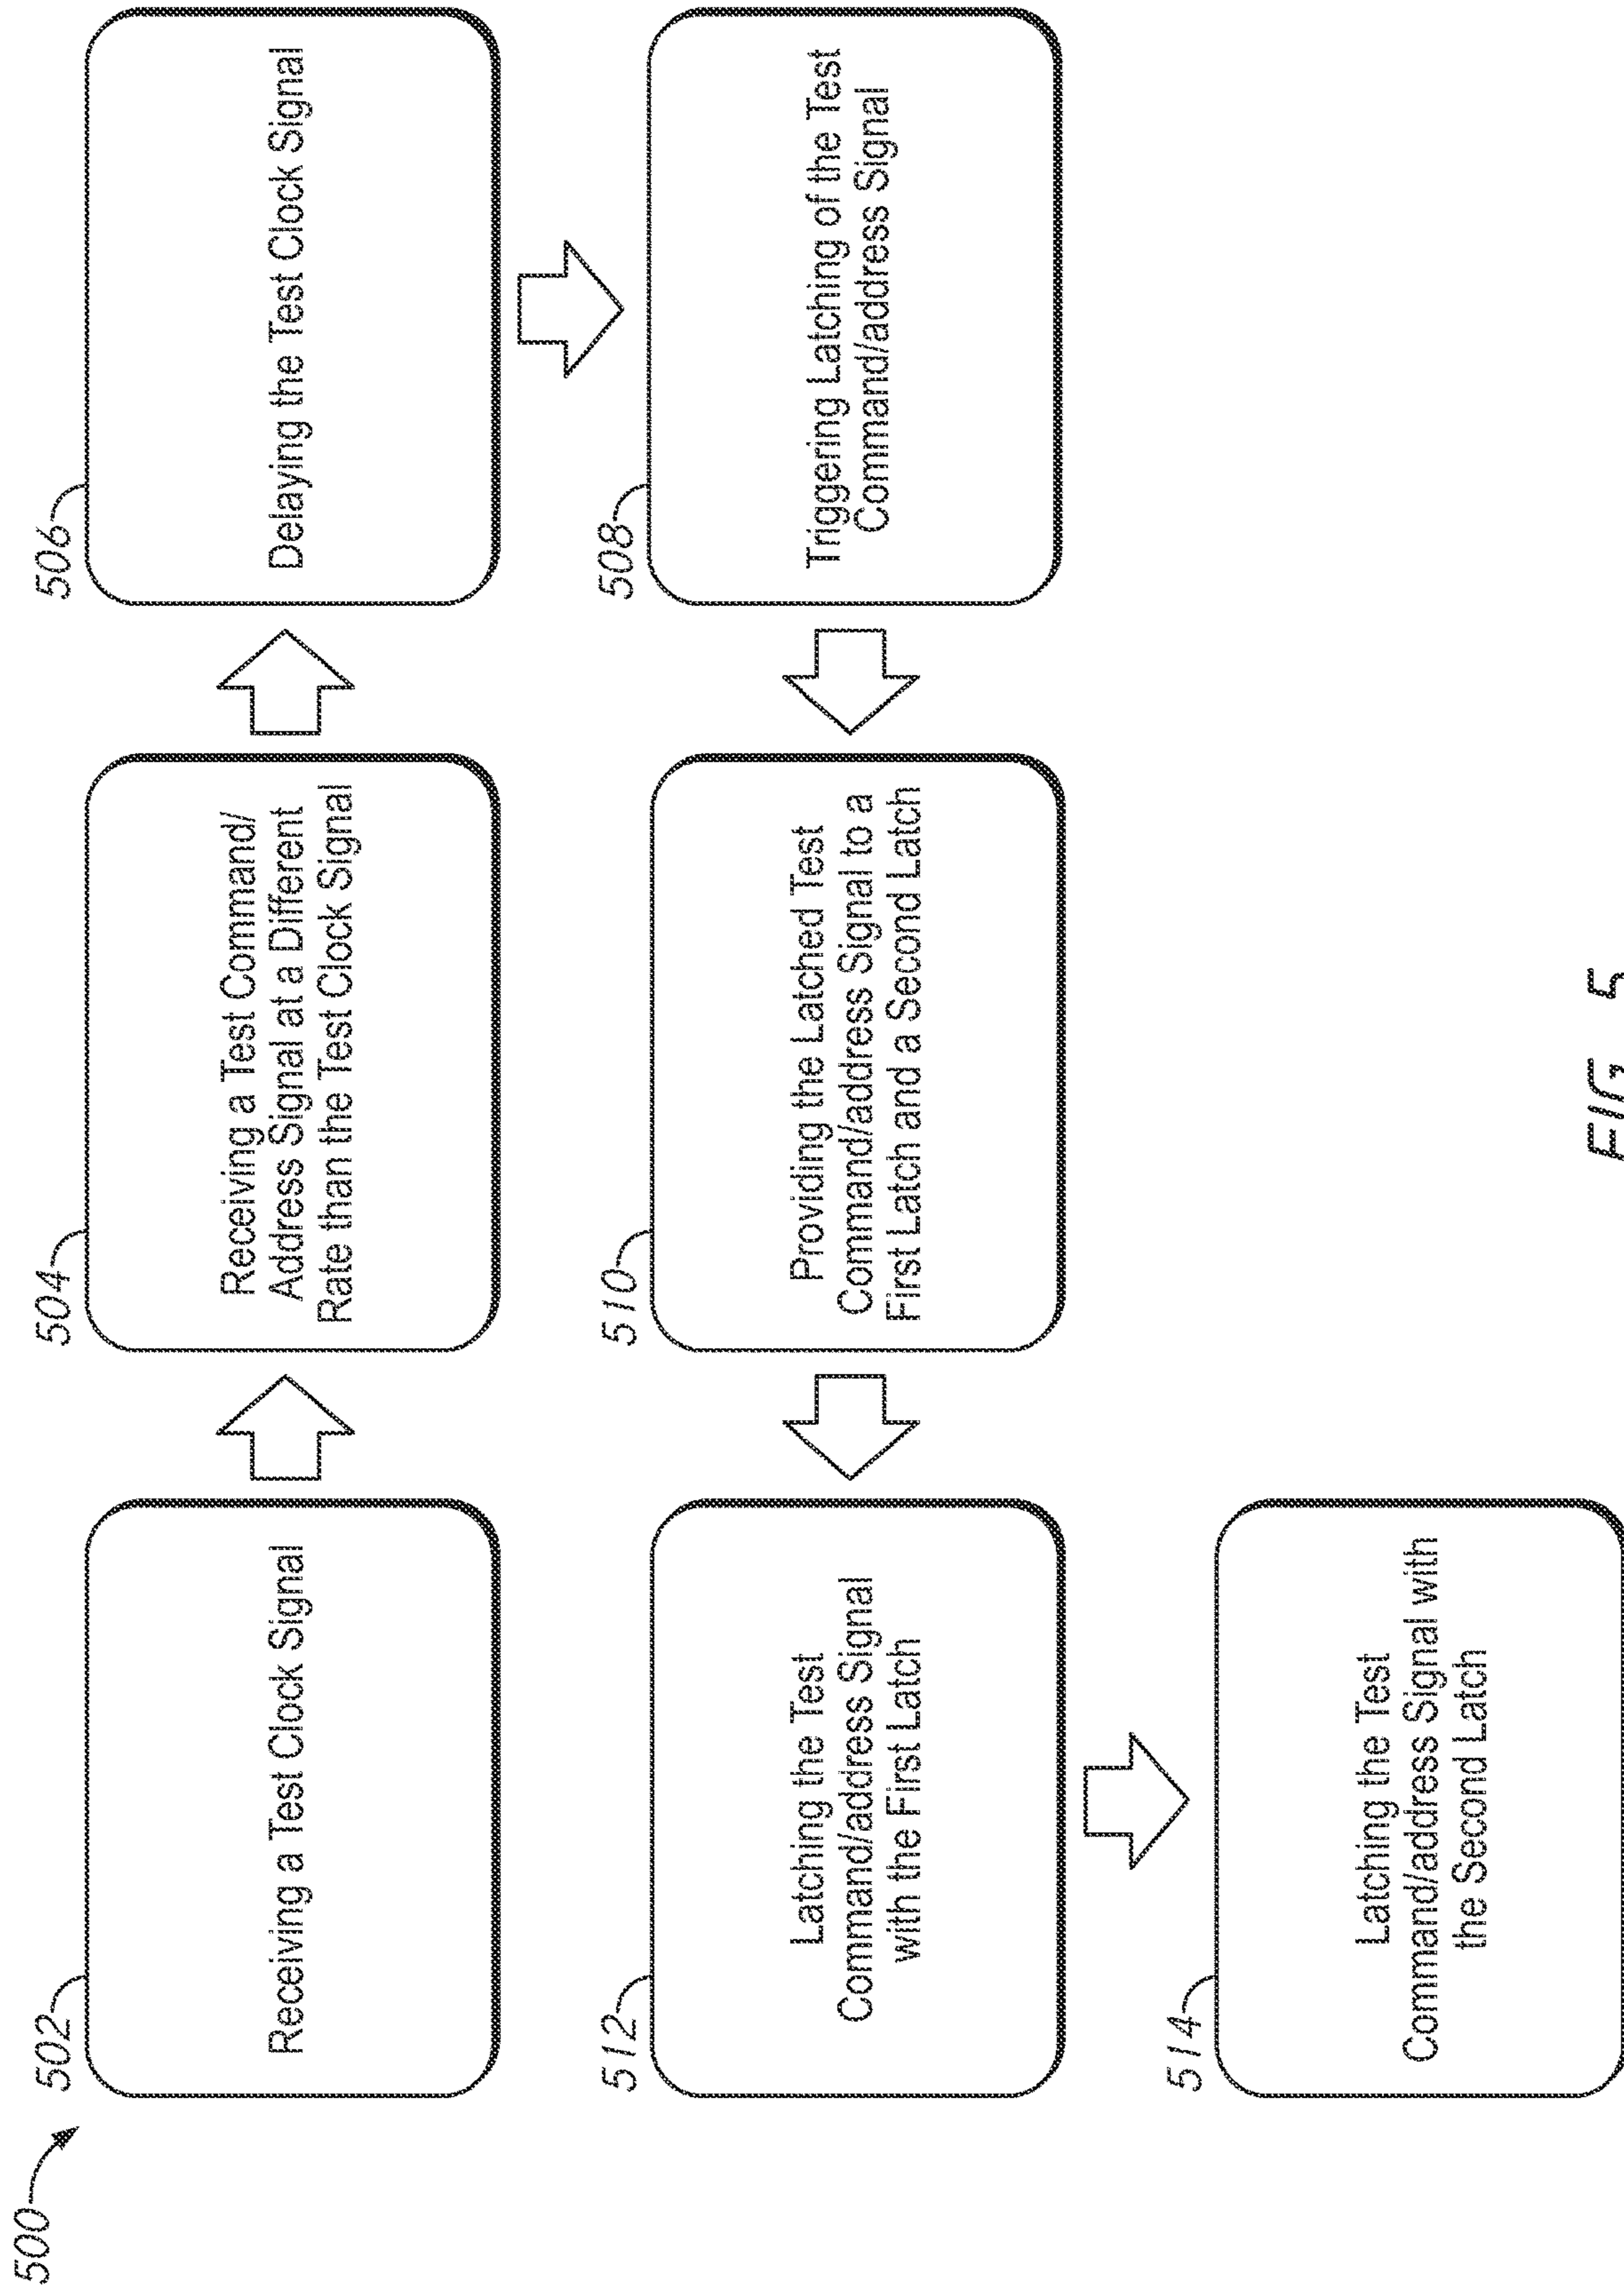 500
502
Receiving a Test Clock Signal
504
Receiving a Test Command/
Address Signal at a Different
Rate than the Test Clock Signal
506
Delaying the Test Clock Signal
508
Triggering Latching of the Test
Command/address Signal
510
Providing the Latched Test
Command/address Signal to a
First Latch and a Second Latch
512
Latching the Test
Command/address Signal
with the First Latch
514
Latching the Test
Command/address Signal with
the Second Latch
FIG. 5